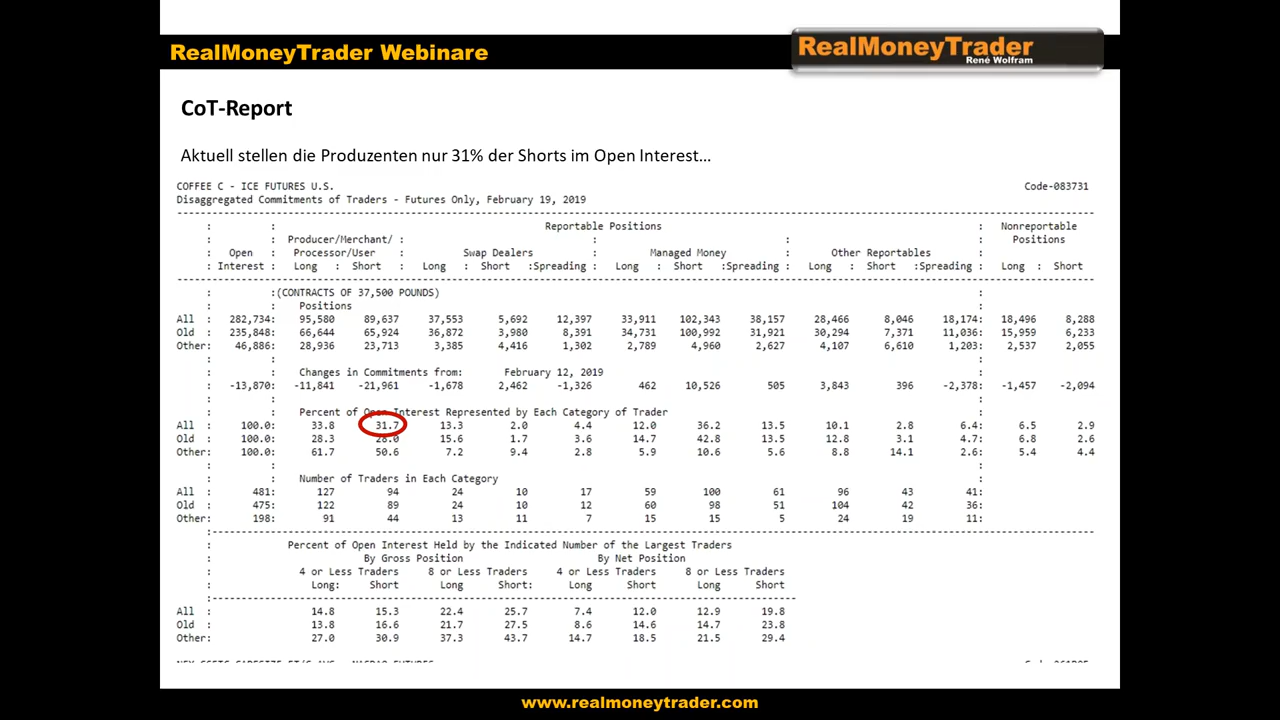 RealMoneyTrader Webinare
RealMoneyTrader
René Wolfram
CoT-Report
Aktuell stellen die Produzenten nur 31% der Shorts im Open Interest...
COFFEE C - ICE FUTURES U.S. Code-083731
Disaggregated Commitments of Traders - Futures Only, February 19, 2019
: : Reportable Positions : Nonreportable
: : Producer/Merchant/ : : : : Positions
: Open : Processor/User : Swap Dealers : Managed Money : Other Reportables :
: Interest : Long : Short : Long : Short :Spreading : Long : Short :Spreading : Long : Short :Spreading : Long : Short
: :(CONTRACTS OF 37,500 POUNDS) :
: : Positions :
All : 282,734: 95,580 89,637 37,553 5,692 12,397 33,911 102,343 38,157 28,466 8,046 18,174: 18,496 8,288
Old : 235,848: 66,644 65,924 36,872 3,980 8,391 34,731 100,992 31,921 30,294 7,371 11,036: 15,959 6,233
Other: 46,886: 28,936 23,713 3,385 4,416 1,302 2,789 4,960 2,627 4,107 6,610 1,203: 2,537 2,055
: : Changes in Commitments from: February 12, 2019 :
: -13,870: -11,841 -21,961 -1,678 2,462 -1,326 462 10,526 505 3,843 396 -2,378: -1,457 -2,094
: : Percent of Open Interest Represented by Each Category of Trader :
All : 100.0: 33.8 31.7 13.3 2.0 4.4 12.0 36.2 13.5 10.1 2.8 6.4: 6.5 2.9
Old : 100.0: 28.3 28.0 15.6 1.7 3.6 14.7 42.8 13.5 12.8 3.1 4.7: 6.8 2.6
Other: 100.0: 61.7 50.6 7.2 9.4 2.8 5.9 10.6 5.6 8.8 14.1 2.6: 5.4 4.4
: : Number of Traders in Each Category :
All : 481: 127 94 24 10 17 59 100 61 96 43 41:
Old : 475: 122 89 24 10 12 60 98 51 104 42 36:
Other: 198: 91 44 13 11 7 15 15 5 24 19 11:
: Percent of Open Interest Held by the Indicated Number of the Largest Traders
: By Gross Position By Net Position
: 4 or Less Traders 8 or Less Traders 4 or Less Traders 8 or Less Traders
: Long: Short Long Short: Long Short Long Short
All : 14.8 15.3 22.4 25.7 7.4 12.0 12.9 19.8
Old : 13.8 16.6 21.7 27.5 8.6 14.6 14.7 23.8
Other: 27.0 30.9 37.3 43.7 14.7 18.5 21.5 29.4
www.realmoneytrader.com